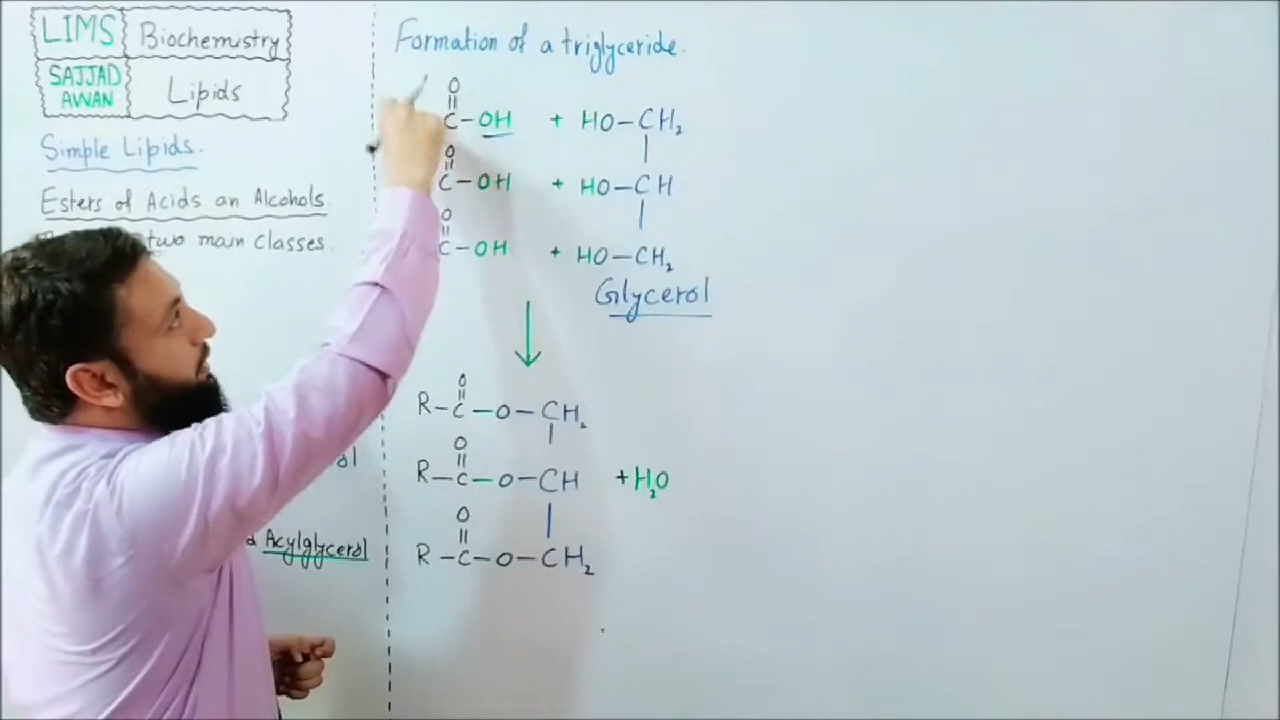 LIMS Biochemistry
SAJJAD AWAN Lipids
Simple Lipids.
Esters of Acids an Alcohols.
two main classes.
Acylglycerol
Formation of a triglyceride.
O
C-OH + HO-CH2
O
C-OH + HO-CH
O
C-OH + HO-CH2
Glycerol
O
R-C-O-CH2
O
R-C-O-CH +H2O
O
R-C-O-CH2